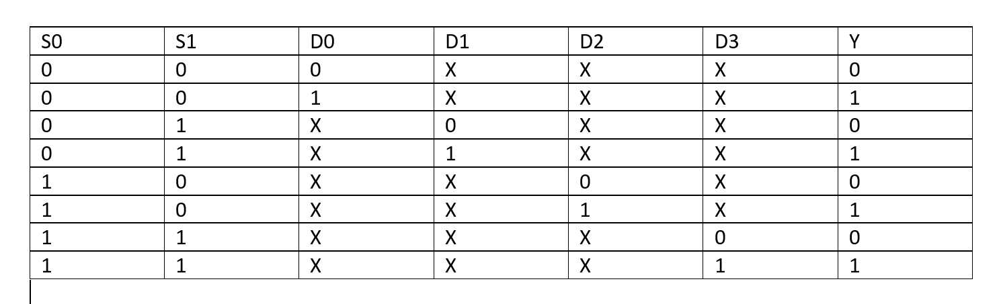 S0 S1 D0 D1 D2 D3 Y
0 0 0 X X X 0
0 0 1 X X X 1
0 1 X 0 X X 0
0 1 X 1 X X 1
1 0 X X 0 X 0
1 0 X X 1 X 1
1 1 X X X 0 0
1 1 X X X 1 1